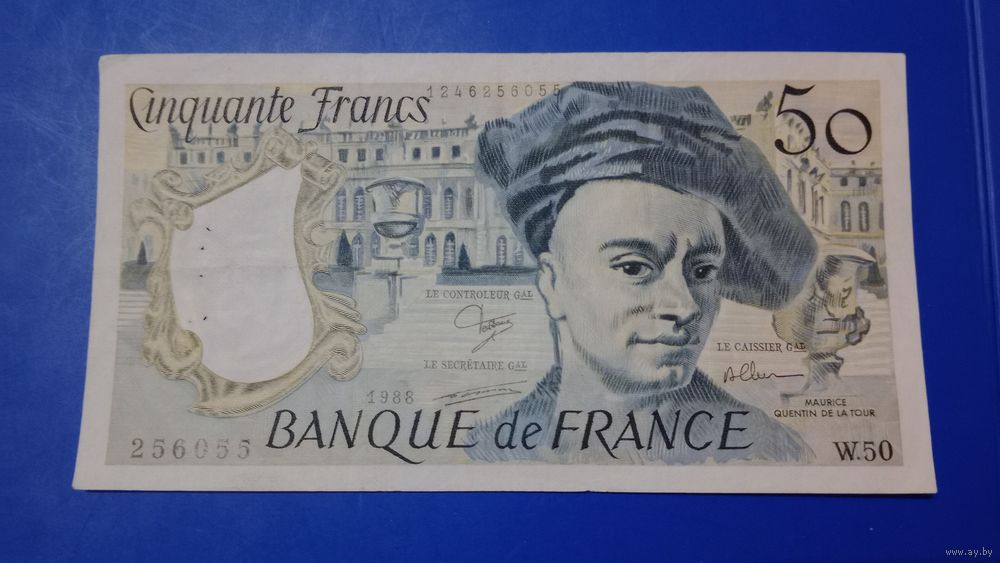 Cinquante Francs
1246256055
50
LE CONTROLEUR GAL
LE SECRÉTAIRE GAL
LE CAISSIER GAL
MAURICE
QUENTIN DE LA TOUR
1988
256055
BANQUE de FRANCE
W.50
www.ay.by